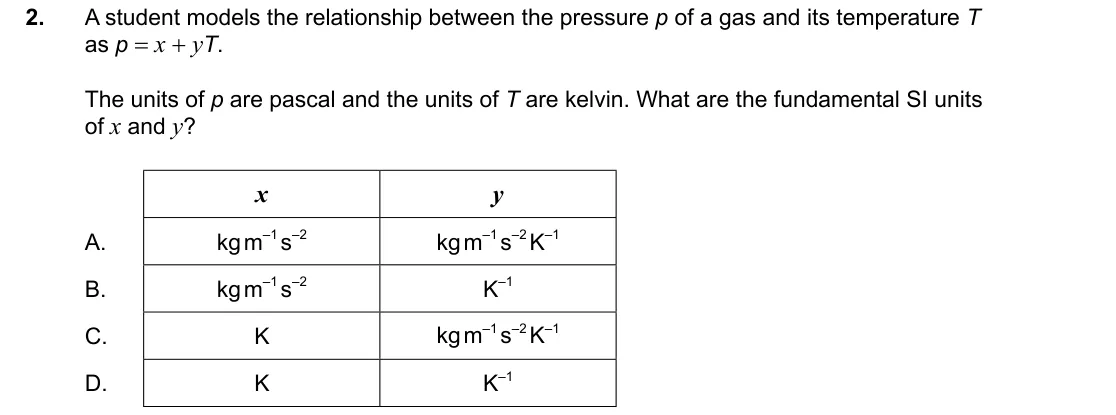 2. A student models the relationship between the pressure p of a gas and its temperature T
as p = x + yT.
The units of p are pascal and the units of T are kelvin. What are the fundamental SI units
of x and y?
x y
A. kg m⁻¹ s⁻² kg m⁻¹ s⁻² K⁻¹
B. kg m⁻¹ s⁻² K⁻¹
C. K kg m⁻¹ s⁻² K⁻¹
D. K K⁻¹